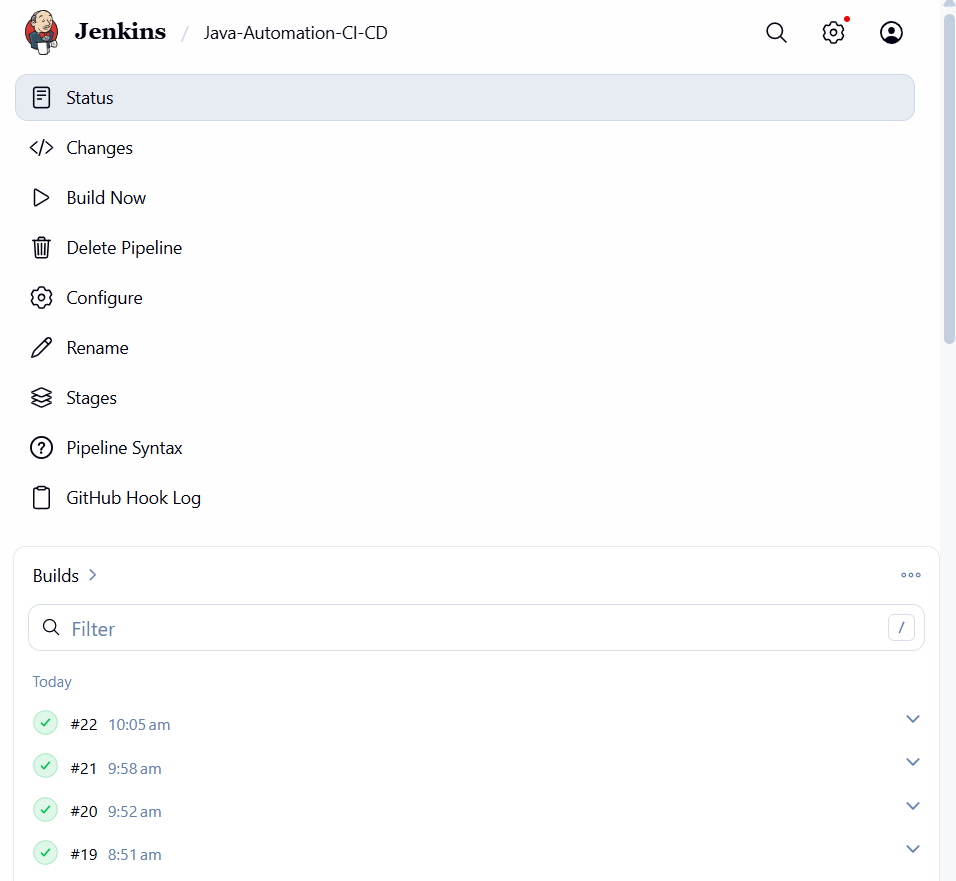 Jenkins / Java-Automation-CI-CD
Status
Changes
Build Now
Delete Pipeline
Configure
Rename
Stages
Pipeline Syntax
GitHub Hook Log
Builds
Filter /
Today
#22 10:05 am
#21 9:58 am
#20 9:52 am
#19 8:51 am